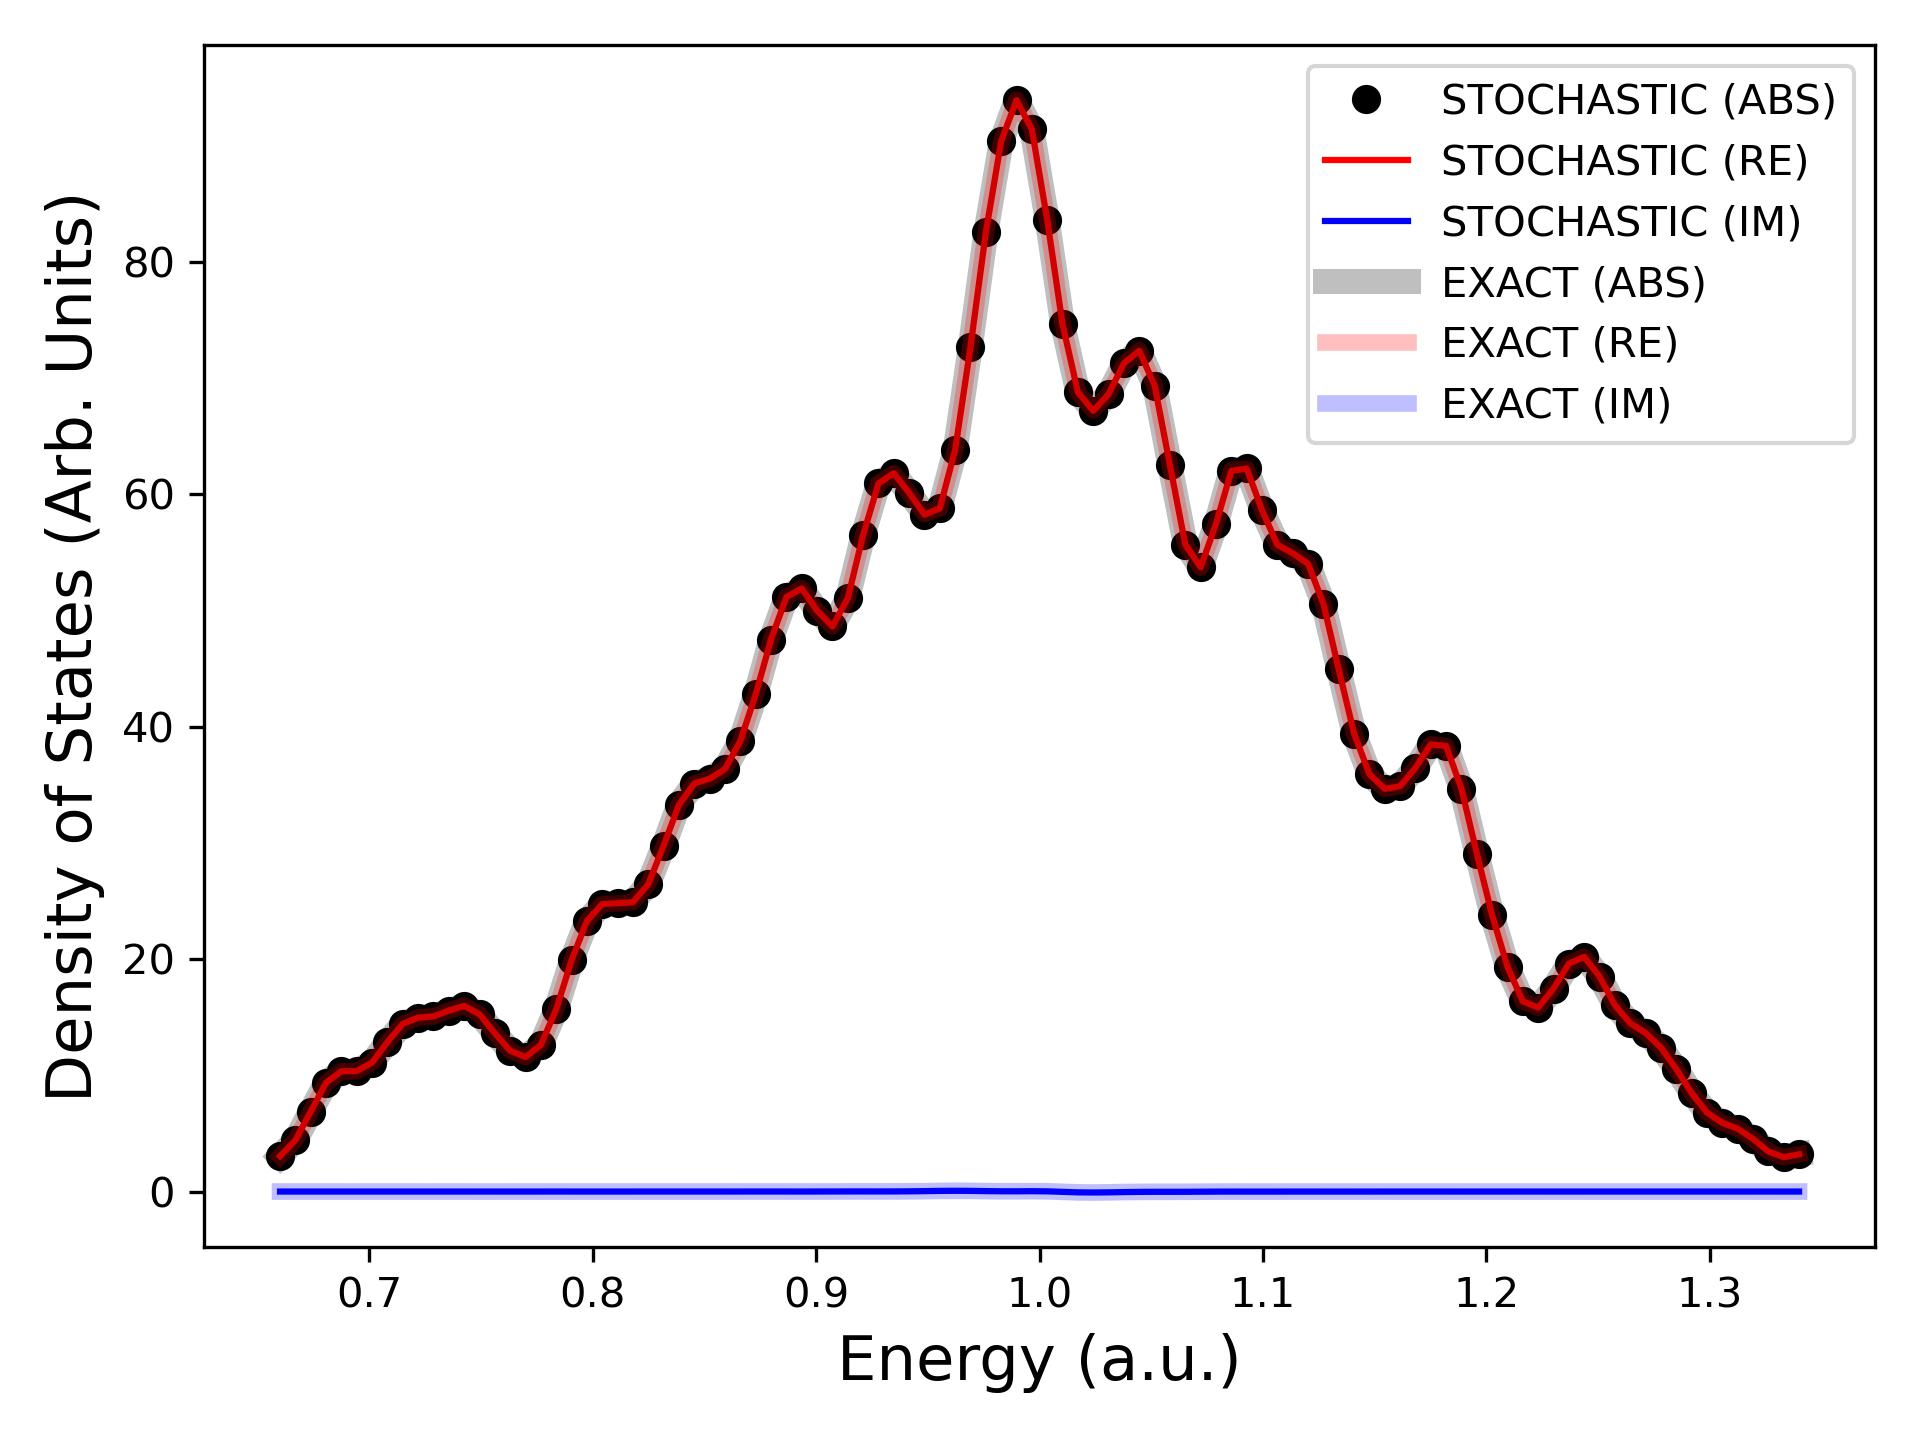 STOCHASTIC (ABS)
STOCHASTIC (RE)
STOCHASTIC (IM)
EXACT (ABS)
EXACT (RE)
EXACT (IM)
Density of States (Arb. Units)
80
60
40
20
0
0.7 0.8 0.9 1.0 1.1 1.2 1.3
Energy (a.u.)